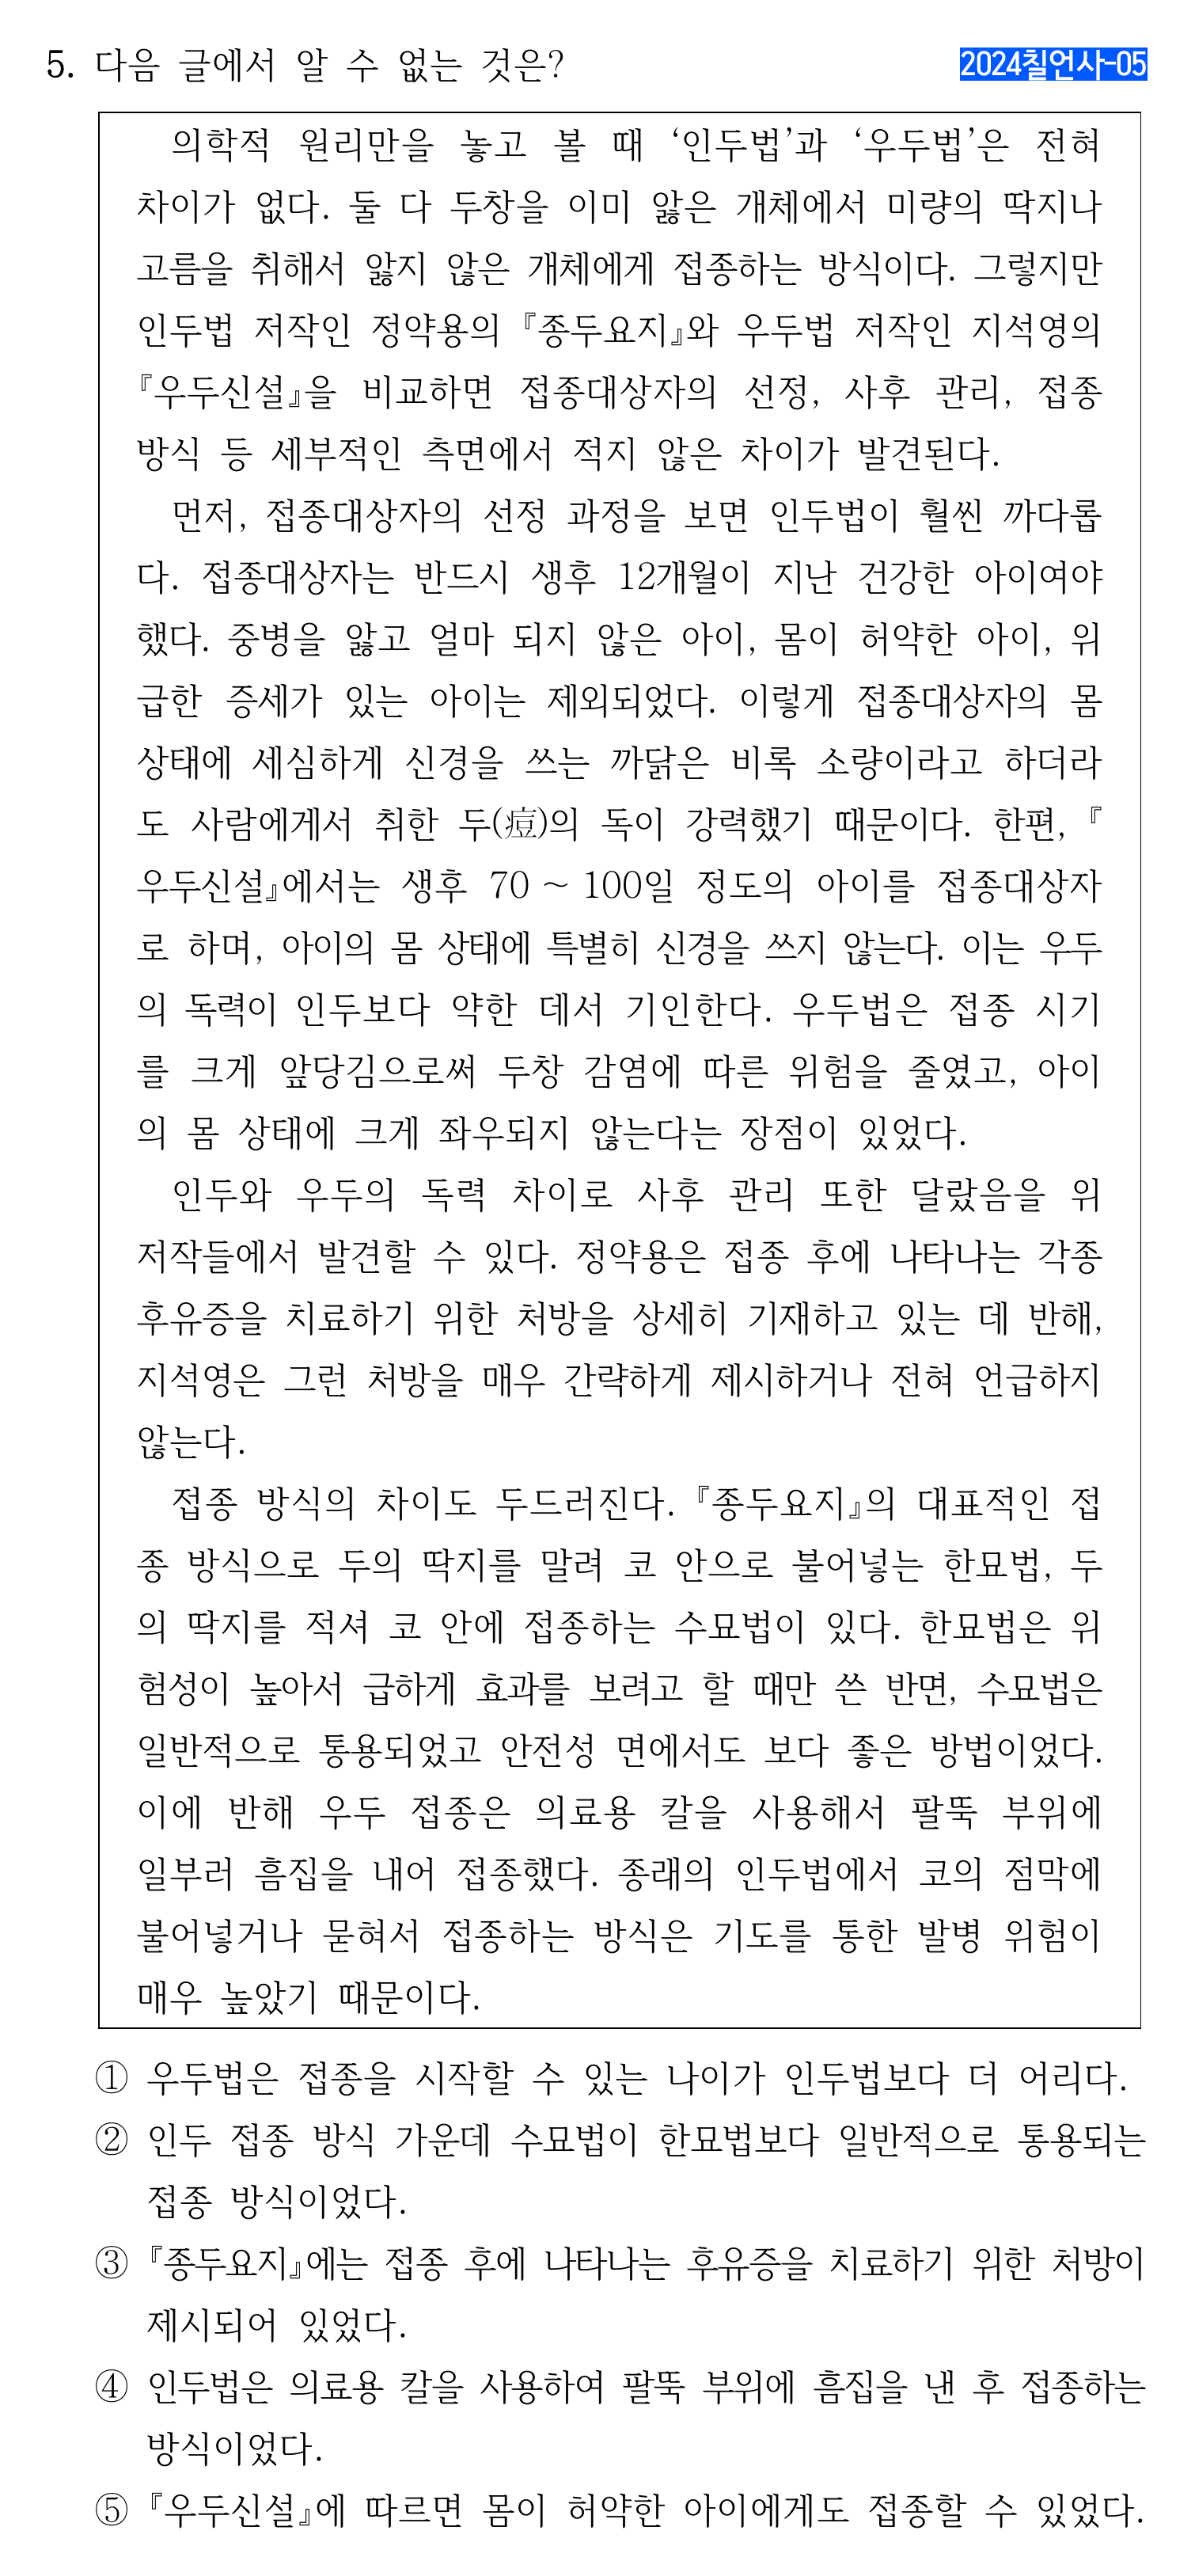 5. 다음 글에서 알 수 없는 것은?
2024칠언사-05
의학적 원리만을 놓고 볼 때 ‘인두법’과 ‘우두법’은 전혀
차이가 없다. 둘 다 두창을 이미 앓은 개체에서 미량의 딱지나
고름을 취해서 앓지 않은 개체에게 접종하는 방식이다. 그렇지만
인두법 저작인 정약용의 『종두요지』와 우두법 저작인 지석영의
『우두신설』을 비교하면 접종대상자의 선정, 사후 관리, 접종
방식 등 세부적인 측면에서 적지 않은 차이가 발견된다.
먼저, 접종대상자의 선정 과정을 보면 인두법이 훨씬 까다롭
다. 접종대상자는 반드시 생후 12개월이 지난 건강한 아이여야
했다. 중병을 앓고 얼마 되지 않은 아이, 몸이 허약한 아이, 위
급한 증세가 있는 아이는 제외되었다. 이렇게 접종대상자의 몸
상태에 세심하게 신경을 쓰는 까닭은 비록 소량이라고 하더라
도 사람에게서 취한 두(痘)의 독이 강력했기 때문이다. 한편, 『
우두신설』에서는 생후 70 ~ 100일 정도의 아이를 접종대상자
로 하며, 아이의 몸 상태에 특별히 신경을 쓰지 않는다. 이는 우두
의 독력이 인두보다 약한 데서 기인한다. 우두법은 접종 시기
를 크게 앞당김으로써 두창 감염에 따른 위험을 줄였고, 아이
의 몸 상태에 크게 좌우되지 않는다는 장점이 있었다.
인두와 우두의 독력 차이로 사후 관리 또한 달랐음을 위
저작들에서 발견할 수 있다. 정약용은 접종 후에 나타나는 각종
후유증을 치료하기 위한 처방을 상세히 기재하고 있는 데 반해,
지석영은 그런 처방을 매우 간략하게 제시하거나 전혀 언급하지
않는다.
접종 방식의 차이도 두드러진다. 『종두요지』의 대표적인 접
종 방식으로 두의 딱지를 말려 코 안으로 불어넣는 한묘법, 두
의 딱지를 적셔 코 안에 접종하는 수묘법이 있다. 한묘법은 위
험성이 높아서 급하게 효과를 보려고 할 때만 쓴 반면, 수묘법은
일반적으로 통용되었고 안전성 면에서도 보다 좋은 방법이었다.
이에 반해 우두 접종은 의료용 칼을 사용해서 팔뚝 부위에
일부러 흠집을 내어 접종했다. 종래의 인두법에서 코의 점막에
불어넣거나 묻혀서 접종하는 방식은 기도를 통한 발병 위험이
매우 높았기 때문이다.
① 우두법은 접종을 시작할 수 있는 나이가 인두법보다 더 어리다.
② 인두 접종 방식 가운데 수묘법이 한묘법보다 일반적으로 통용되는
접종 방식이었다.
③ 『종두요지』에는 접종 후에 나타나는 후유증을 치료하기 위한 처방이
제시되어 있었다.
④ 인두법은 의료용 칼을 사용하여 팔뚝 부위에 흠집을 낸 후 접종하는
방식이었다.
⑤ 『우두신설』에 따르면 몸이 허약한 아이에게도 접종할 수 있었다.